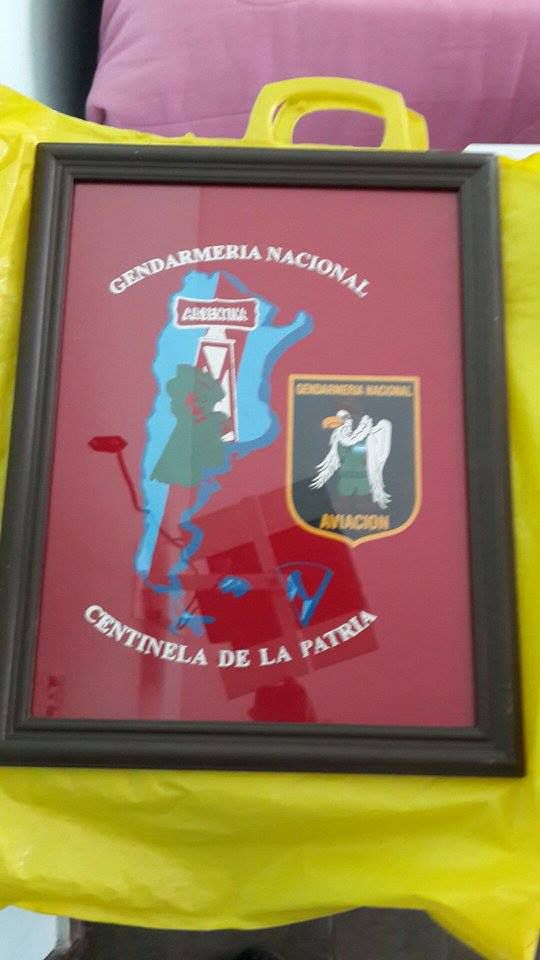 GENDARMERIA NACIONAL
ARGENTINA
GENDARMERIA NACIONAL
AVIACION
CENTINELA DE LA PATRIA